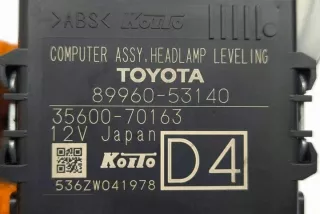 >ABS< Koito
COMPUTER ASSY, HEADLAMP LEVELING
TOYOTA
89960-53140
35600-70163
12V Japan
Koito D4
536ZW041978